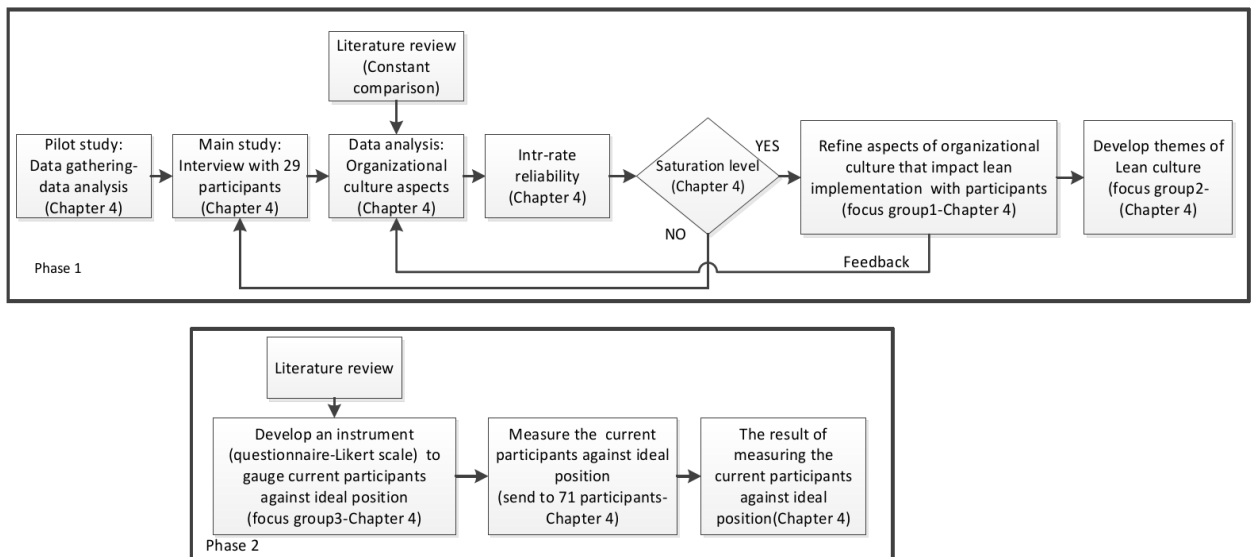 Literature review
(Constant
comparison)
Pilot study:
Data gathering-
data analysis
(Chapter 4)
Main study:
Interview with 29
participants
(Chapter 4)
Data analysis:
Organizational
culture aspects
(Chapter 4)
Intr-rate
reliability
(Chapter 4)
Saturation level
(Chapter 4)
YES
NO
Refine aspects of organizational
culture that impact lean
implementation with participants
(focus group1-Chapter 4)
Develop themes of
Lean culture
(focus group2-
(Chapter 4)
Feedback
Phase 1
Literature review
Develop an instrument
(questionnaire-Likert scale) to
gauge current participants
against ideal position
(focus group3-Chapter 4)
Measure the current
participants against ideal
position
(send to 71 participants-
Chapter 4)
The result of
measuring the
current participants
against ideal
position(Chapter 4)
Phase 2